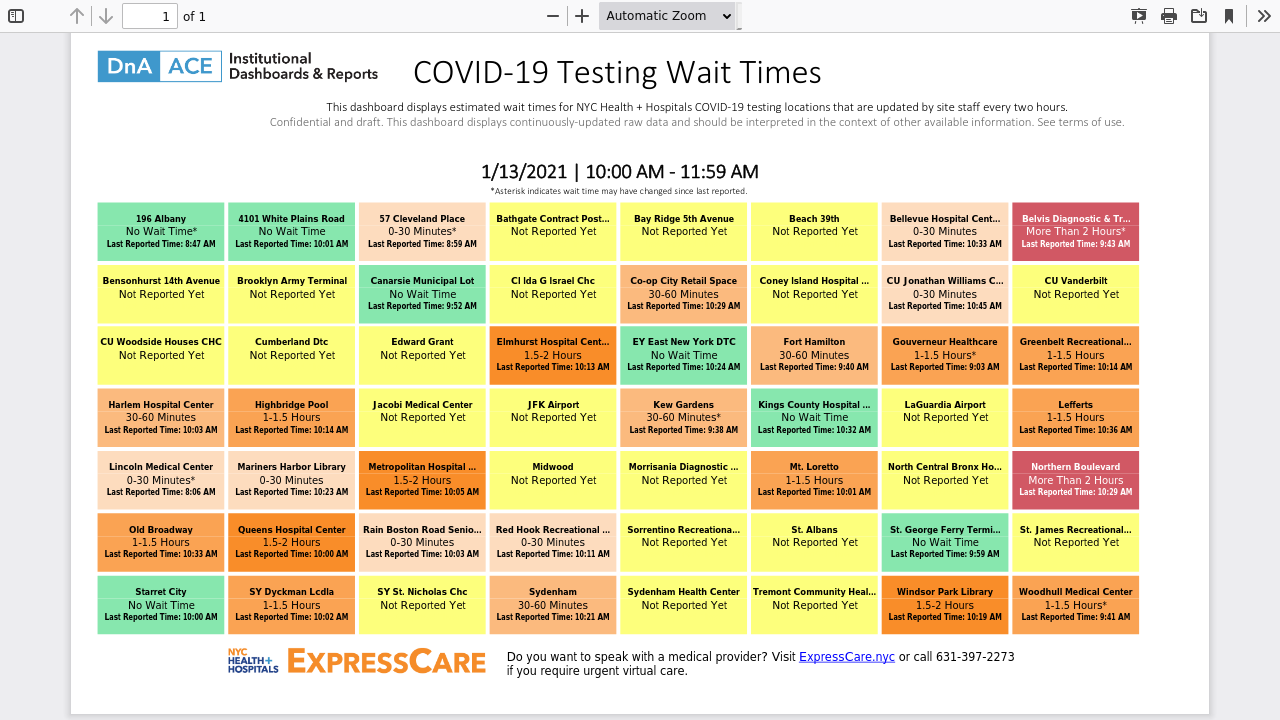 1 of 1 Automatic Zoom
DnA ACE Institutional
Dashboards & Reports
COVID-19 Testing Wait Times
This dashboard displays estimated wait times for NYC Health + Hospitals COVID-19 testing locations that are updated by site staff every two hours.
Confidential and draft. This dashboard displays continuously-updated raw data and should be interpreted in the context of other available information. See terms of use.
1/13/2021 | 10:00 AM - 11:59 AM
*Asterisk indicates wait time may have changed since last reported.
196 Albany
No Wait Time*
Last Reported Time: 8:47 AM
4101 White Plains Road
No Wait Time
Last Reported Time: 10:01 AM
57 Cleveland Place
0-30 Minutes*
Last Reported Time: 8:59 AM
Bathgate Contract Post...
Not Reported Yet
Bay Ridge 5th Avenue
Not Reported Yet
Beach 39th
Not Reported Yet
Bellevue Hospital Cent...
0-30 Minutes
Last Reported Time: 10:33 AM
Belvis Diagnostic & Tr...
More Than 2 Hours*
Last Reported Time: 9:43 AM
Bensonhurst 14th Avenue
Not Reported Yet
Brooklyn Army Terminal
Not Reported Yet
Canarsie Municipal Lot
No Wait Time
Last Reported Time: 9:52 AM
Cl Ida G Israel Chc
Not Reported Yet
Co-op City Retail Space
30-60 Minutes
Last Reported Time: 10:29 AM
Coney Island Hospital ...
Not Reported Yet
CU Jonathan Williams C...
0-30 Minutes
Last Reported Time: 10:45 AM
CU Vanderbilt
Not Reported Yet
CU Woodside Houses CHC
Not Reported Yet
Cumberland Dtc
Not Reported Yet
Edward Grant
Not Reported Yet
Elmhurst Hospital Cent...
1.5-2 Hours
Last Reported Time: 10:13 AM
EY East New York DTC
No Wait Time
Last Reported Time: 10:24 AM
Fort Hamilton
30-60 Minutes
Last Reported Time: 9:40 AM
Gouverneur Healthcare
1-1.5 Hours*
Last Reported Time: 9:03 AM
Greenbelt Recreational...
1-1.5 Hours
Last Reported Time: 10:14 AM
Harlem Hospital Center
30-60 Minutes
Last Reported Time: 10:03 AM
Highbridge Pool
1-1.5 Hours
Last Reported Time: 10:14 AM
Jacobi Medical Center
Not Reported Yet
JFK Airport
Not Reported Yet
Kew Gardens
30-60 Minutes*
Last Reported Time: 9:38 AM
Kings County Hospital ...
No Wait Time
Last Reported Time: 10:32 AM
LaGuardia Airport
Not Reported Yet
Lefferts
1-1.5 Hours
Last Reported Time: 10:36 AM
Lincoln Medical Center
0-30 Minutes*
Last Reported Time: 8:06 AM
Mariners Harbor Library
0-30 Minutes
Last Reported Time: 10:23 AM
Metropolitan Hospital ...
1.5-2 Hours
Last Reported Time: 10:05 AM
Midwood
Not Reported Yet
Morrisania Diagnostic ...
Not Reported Yet
Mt. Loretto
1-1.5 Hours
Last Reported Time: 10:01 AM
North Central Bronx Ho...
Not Reported Yet
Northern Boulevard
More Than 2 Hours
Last Reported Time: 10:29 AM
Old Broadway
1-1.5 Hours
Last Reported Time: 10:33 AM
Queens Hospital Center
1.5-2 Hours
Last Reported Time: 10:00 AM
Rain Boston Road Senio...
0-30 Minutes
Last Reported Time: 10:03 AM
Red Hook Recreational ...
0-30 Minutes
Last Reported Time: 10:11 AM
Sorrentino Recreationa...
Not Reported Yet
St. Albans
Not Reported Yet
St. George Ferry Termi...
No Wait Time
Last Reported Time: 9:59 AM
St. James Recreational...
Not Reported Yet
Starret City
No Wait Time
Last Reported Time: 10:00 AM
SY Dyckman Lcdla
1-1.5 Hours
Last Reported Time: 10:02 AM
SY St. Nicholas Chc
Not Reported Yet
Sydenham
30-60 Minutes
Last Reported Time: 10:21 AM
Sydenham Health Center
Not Reported Yet
Tremont Community Heal...
Not Reported Yet
Windsor Park Library
1.5-2 Hours
Last Reported Time: 10:19 AM
Woodhull Medical Center
1-1.5 Hours*
Last Reported Time: 9:41 AM
NYC
HEALTH+
HOSPITALS
EXPRESSCARE
Do you want to speak with a medical provider? Visit ExpressCare.nyc or call 631-397-2273
if you require urgent virtual care.